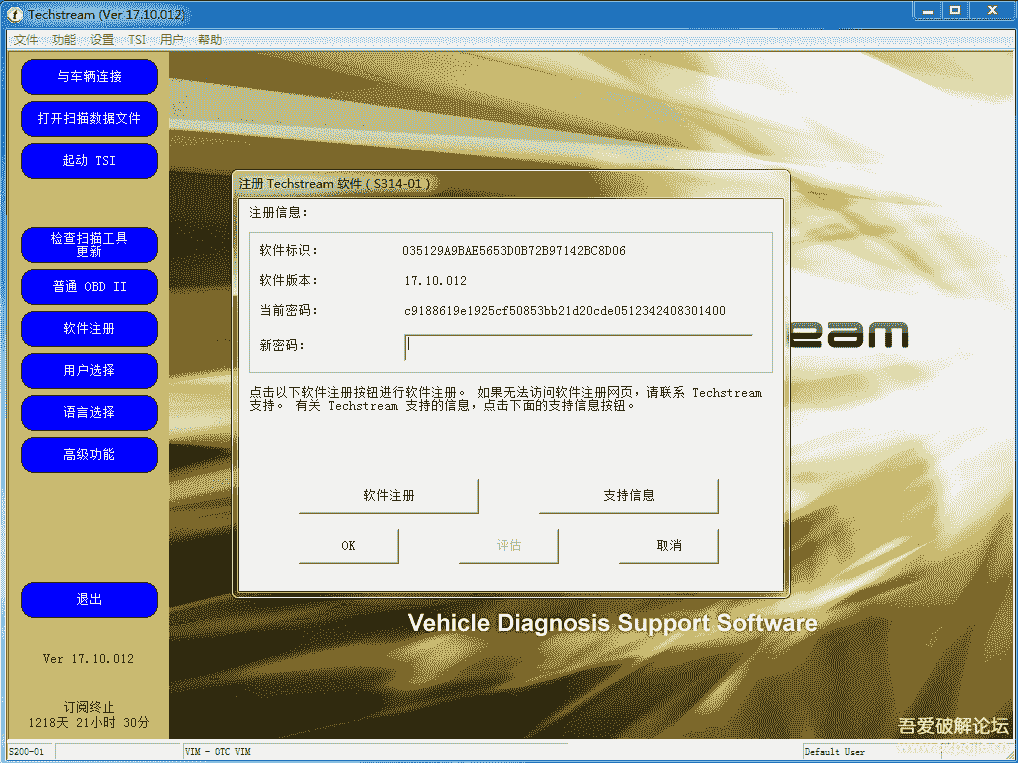 Techstream (Ver 17.10.012)
文件 功能 设置 TSI 用户 帮助
与车辆连接
打开扫描数据文件
起动 TSI
检查扫描工具
更新
普通 OBD II
软件注册
用户选择
语言选择
高级功能
退出
Ver 17.10.012
订阅终止
1218天 21小时 30分
注册 Techstream 软件 ( S314-01 )
注册信息:
软件标识: 035129A9BAE5653D0B72B97142BC8D06
软件版本: 17.10.012
当前密码: c9188619e1925cf50853bb21d20cde0512342408301400
新密码:
点击以下软件注册按钮进行软件注册。 如果无法访问软件注册网页,请联系 Techstream
支持。 有关 Techstream 支持的信息,点击下面的支持信息按钮。
软件注册 支持信息
OK 评估 取消
eam
Vehicle Diagnosis Support Software
吾爱破解论坛
S200-01 VIM - OTC VIM Default User